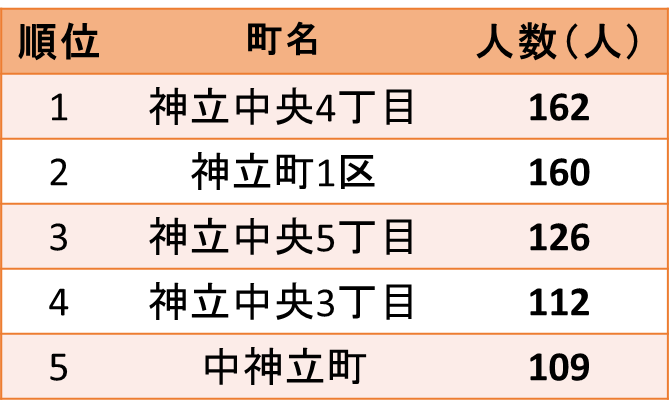 順位 町名 人数(人)
1 神立中央4丁目 162
2 神立町1区 160
3 神立中央5丁目 126
4 神立中央3丁目 112
5 中神立町 109